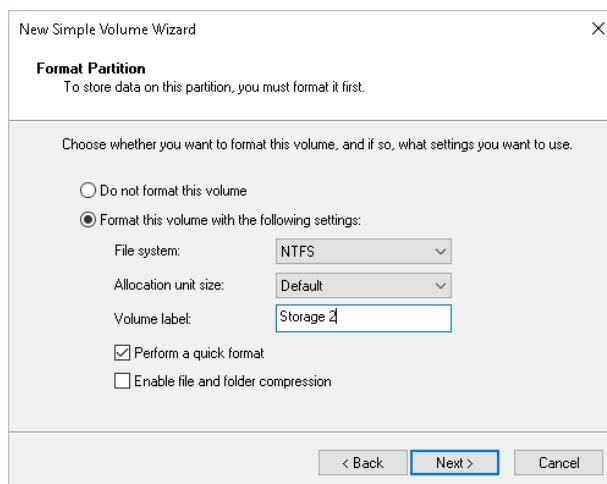 New Simple Volume Wizard
Format Partition
To store data on this partition, you must format it first.
Choose whether you want to format this volume, and if so, what settings you want to use.
Do not format this volume
Format this volume with the following settings:
File system: NTFS
Allocation unit size: Default
Volume label: Storage 2
Perform a quick format
Enable file and folder compression
< Back Next > Cancel